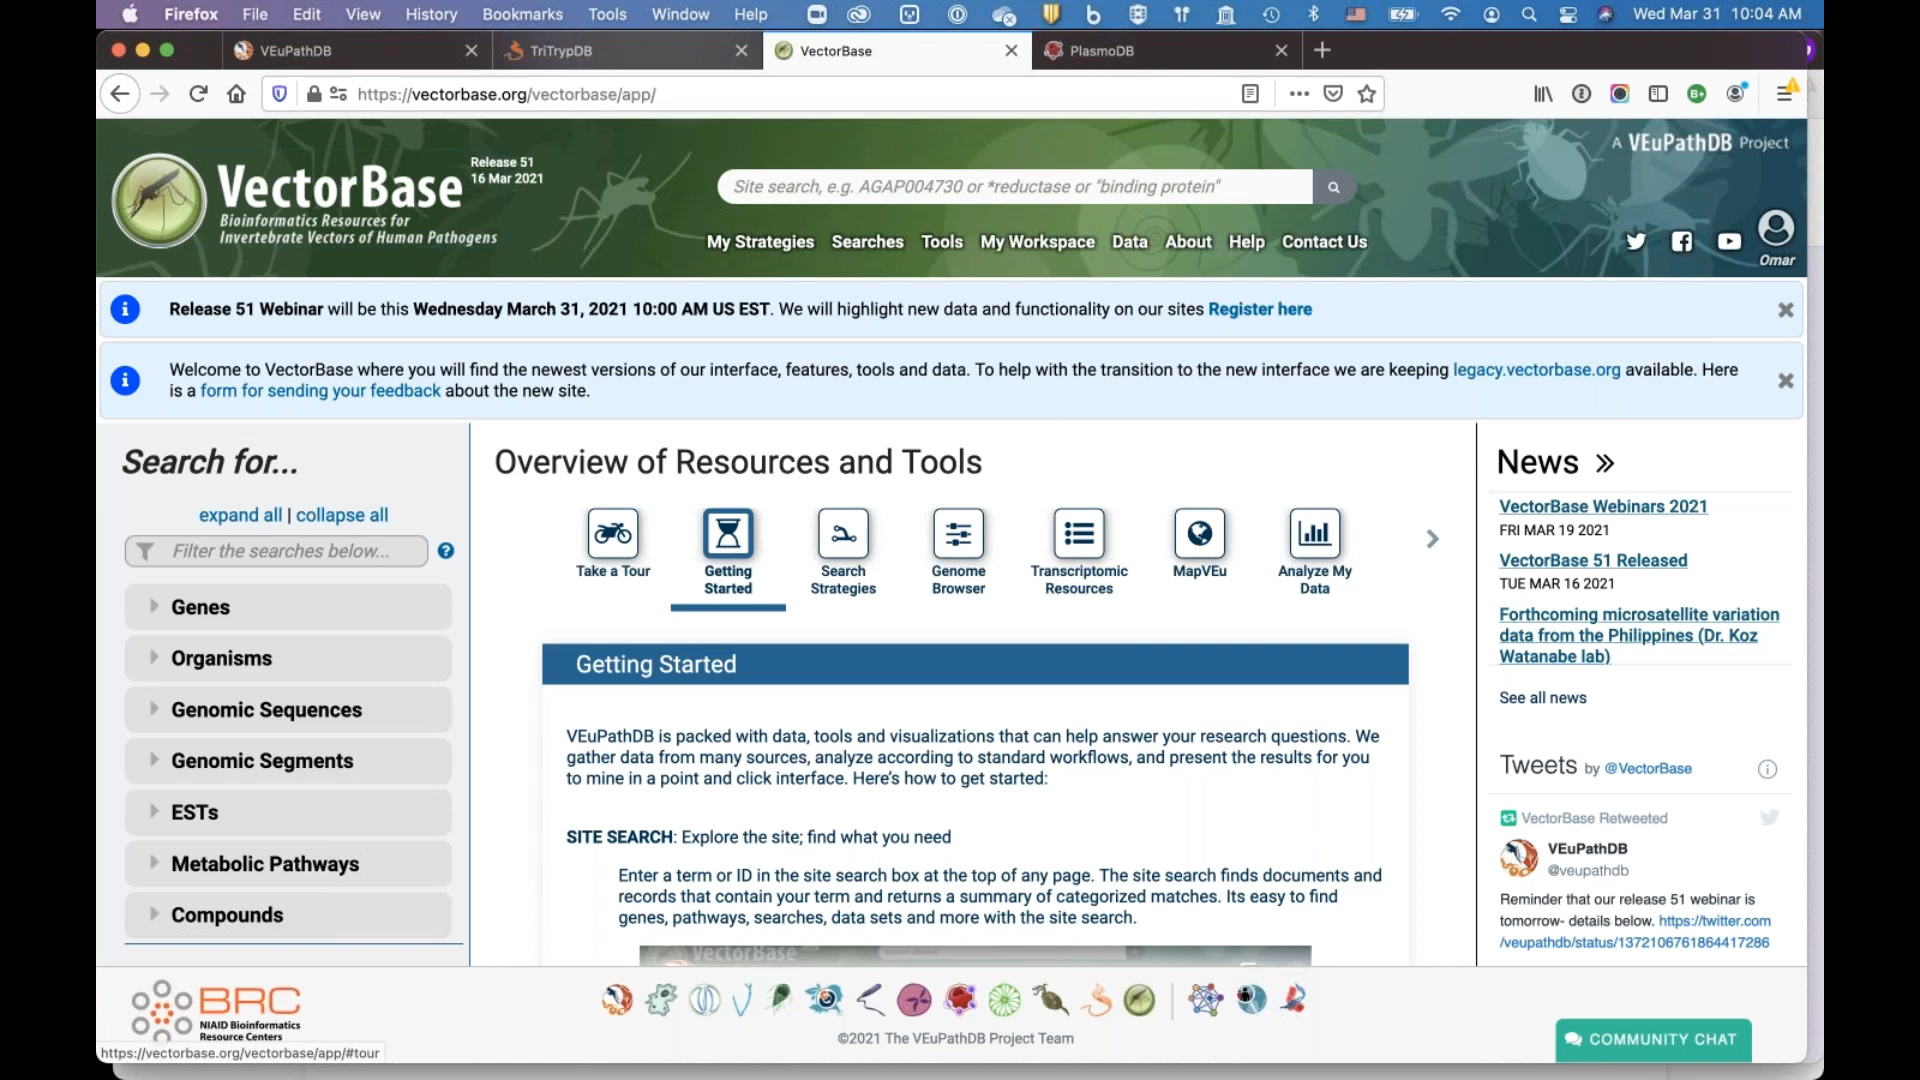 Firefox File Edit View History Bookmarks Tools Window Help Wed Mar 31 10:04 AM
VEuPathDB TriTrypDB VectorBase PlasmoDB
https://vectorbase.org/vectorbase/app/
A VEuPathDB Project
VectorBase
Release 51
16 Mar 2021
Bioinformatics Resources for
Invertebrate Vectors of Human Pathogens
Site search, e.g. AGAP004730 or *reductase or "binding protein"
My Strategies Searches Tools My Workspace Data About Help Contact Us
Omar
Release 51 Webinar will be this Wednesday March 31, 2021 10:00 AM US EST. We will highlight new data and functionality on our sites Register here
Welcome to VectorBase where you will find the newest versions of our interface, features, tools and data. To help with the transition to the new interface we are keeping legacy.vectorbase.org available. Here
is a form for sending your feedback about the new site.
Search for...
expand all | collapse all
Filter the searches below...
Genes
Organisms
Genomic Sequences
Genomic Segments
ESTs
Metabolic Pathways
Compounds
Overview of Resources and Tools
Take a Tour
Getting
Started
Search
Strategies
Genome
Browser
Transcriptomic
Resources
MapVEu
Analyze My
Data
Getting Started
VEuPathDB is packed with data, tools and visualizations that can help answer your research questions. We
gather data from many sources, analyze according to standard workflows, and present the results for you
to mine in a point and click interface. Here's how to get started:
SITE SEARCH: Explore the site; find what you need
Enter a term or ID in the site search box at the top of any page. The site search finds documents and
records that contain your term and returns a summary of categorized matches. Its easy to find
genes, pathways, searches, data sets and more with the site search.
VectorBase
News
VectorBase Webinars 2021
FRI MAR 19 2021
VectorBase 51 Released
TUE MAR 16 2021
Forthcoming microsatellite variation
data from the Philippines (Dr. Koz
Watanabe lab)
See all news
Tweets by @VectorBase
VectorBase Retweeted
VEuPathDB
@veupathdb
Reminder that our release 51 webinar is
tomorrow- details below. https://twitter.com
/veupathdb/status/1372106761864417286
BRC
NIAID Bioinformatics
Resource Centers
©2021 The VEuPathDB Project Team
COMMUNITY CHAT
https://vectorbase.org/vectorbase/app/#tour